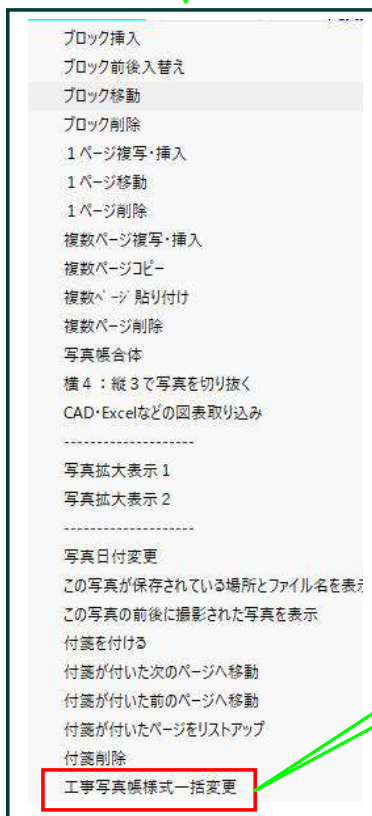 ブロック挿入
ブロック前後入替え
ブロック移動
ブロック削除
1ページ複写・挿入
1ページ移動
1ページ削除
複数ページ複写・挿入
複数ページコピー
複数ページ貼り付け
複数ページ削除
写真帳合体
横4：縦3で写真を切り抜く
CAD・Excelなどの図表取り込み
--------------------
写真拡大表示1
写真拡大表示2
--------------------
写真日付変更
この写真が保存されている場所とファイル名を表
この写真の前後に撮影された写真を表示
付箋を付ける
付箋が付いた次のページへ移動
付箋が付いた前のページへ移動
付箋が付いたページをリストアップ
付箋削除
工事写真帳様式一括変更